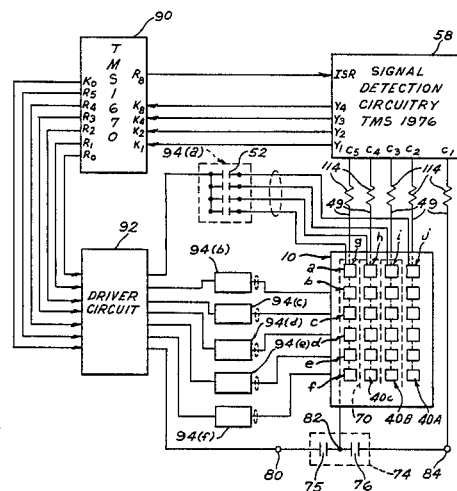 90
58
T M S 1 6 7 0
K0
R5
R4
R3
R2
R1
R0
R8
K8
K4
K2
K1
ISR
SIGNAL
DETECTION
CIRCUITRY
TMS 1976
Y4
Y3
Y2
Y1
C5
C4
C3
C2
C1
94(a)
52
114
114
49
49
92
10
g
h
i
j
a
b
c
d
e
f
94(b)
94(c)
94(d)
94(e)
94(f)
DRIVER
CIRCUIT
40C
70
40B
40A
82
80
75
76
74
84